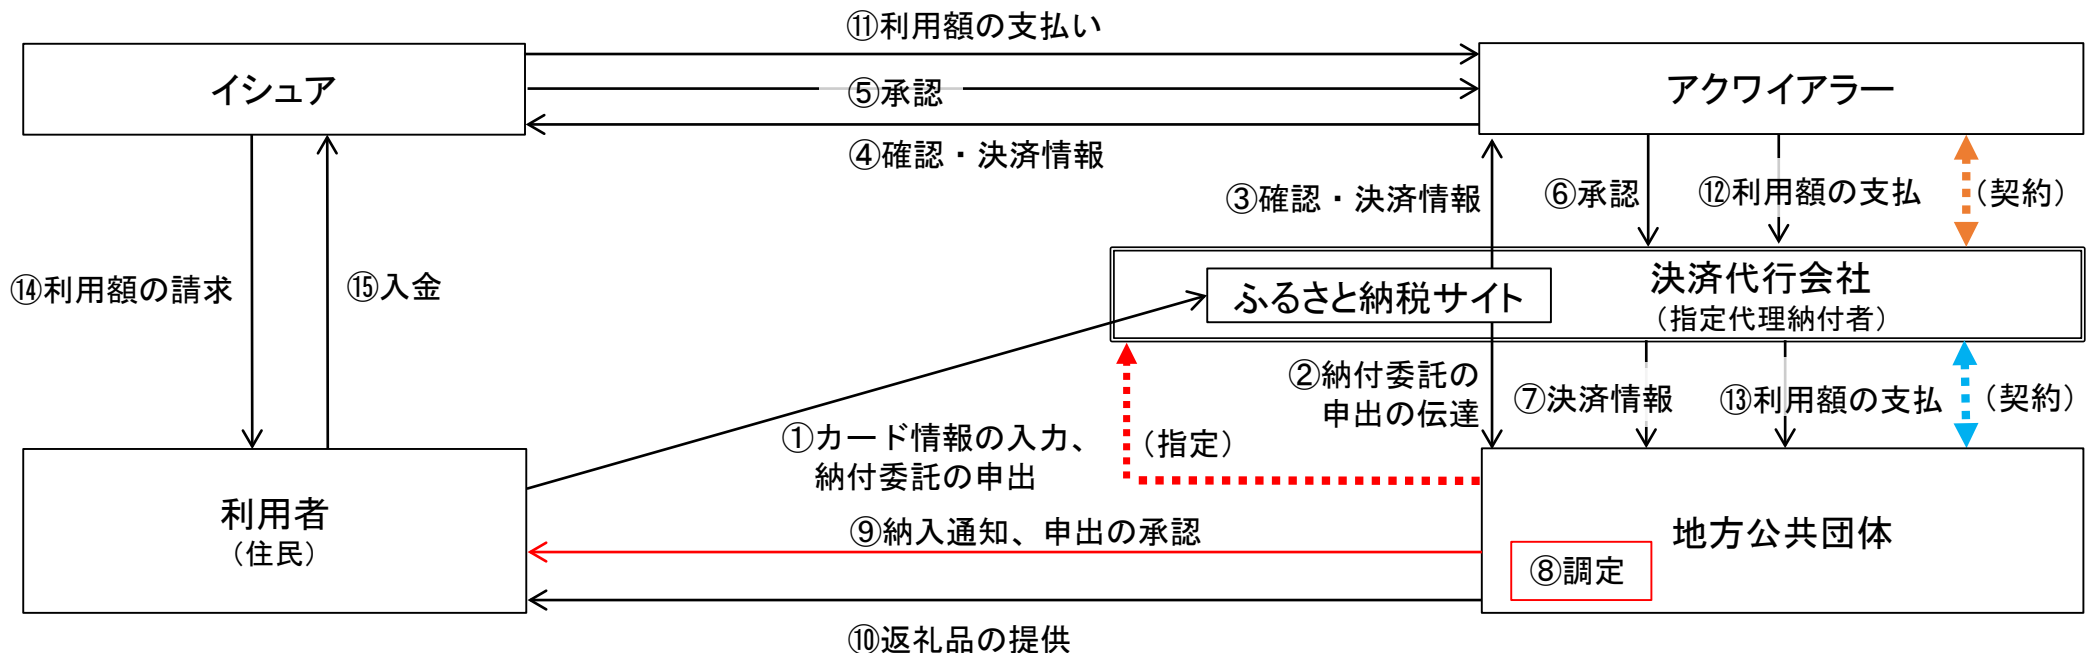 ⑪利用額の支払い
イシュア
⑤承認
アクワイアラー
④確認・決済情報
③確認・決済情報
⑥承認
⑫利用額の支払
（契約）
⑭利用額の請求
⑮入金
ふるさと納税サイト
決済代行会社
（指定代理納付者）
②納付委託の
申出の伝達
⑦決済情報
⑬利用額の支払
（契約）
①カード情報の入力、
納付委託の申出
（指定）
利用者
（住民）
⑨納入通知、申出の承認
地方公共団体
⑧調定
⑩返礼品の提供